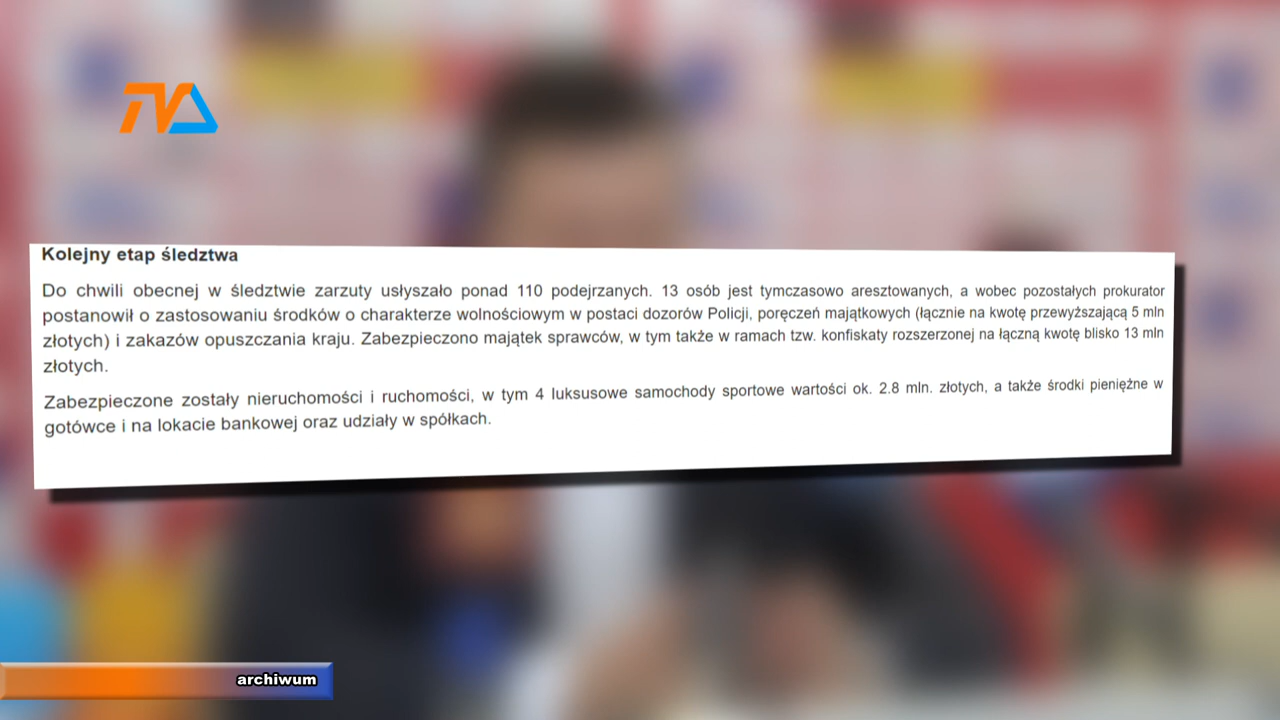 TVA
Kolejny etap śledztwa
Do chwili obecnej w śledztwie zarzuty usłyszało ponad 110 podejrzanych. 13 osób jest tymczasowo aresztowanych, a wobec pozostałych prokurator
postanowił o zastosowaniu środków o charakterze wolnościowym w postaci dozorów Policji, poręczeń majątkowych (łącznie na kwotę przewyższającą 5 mln
złotych) i zakazów opuszczania kraju. Zabezpieczono majątek sprawców, w tym także w ramach tzw. konfiskaty rozszerzonej na łączną kwotę blisko 13 mln
złotych.
Zabezpieczone zostały nieruchomości i ruchomości, w tym 4 luksusowe samochody sportowe wartości ok. 2.8 mln. złotych, a także środki pieniężne w
gotówce i na lokacie bankowej oraz udziały w spółkach.
archiwum